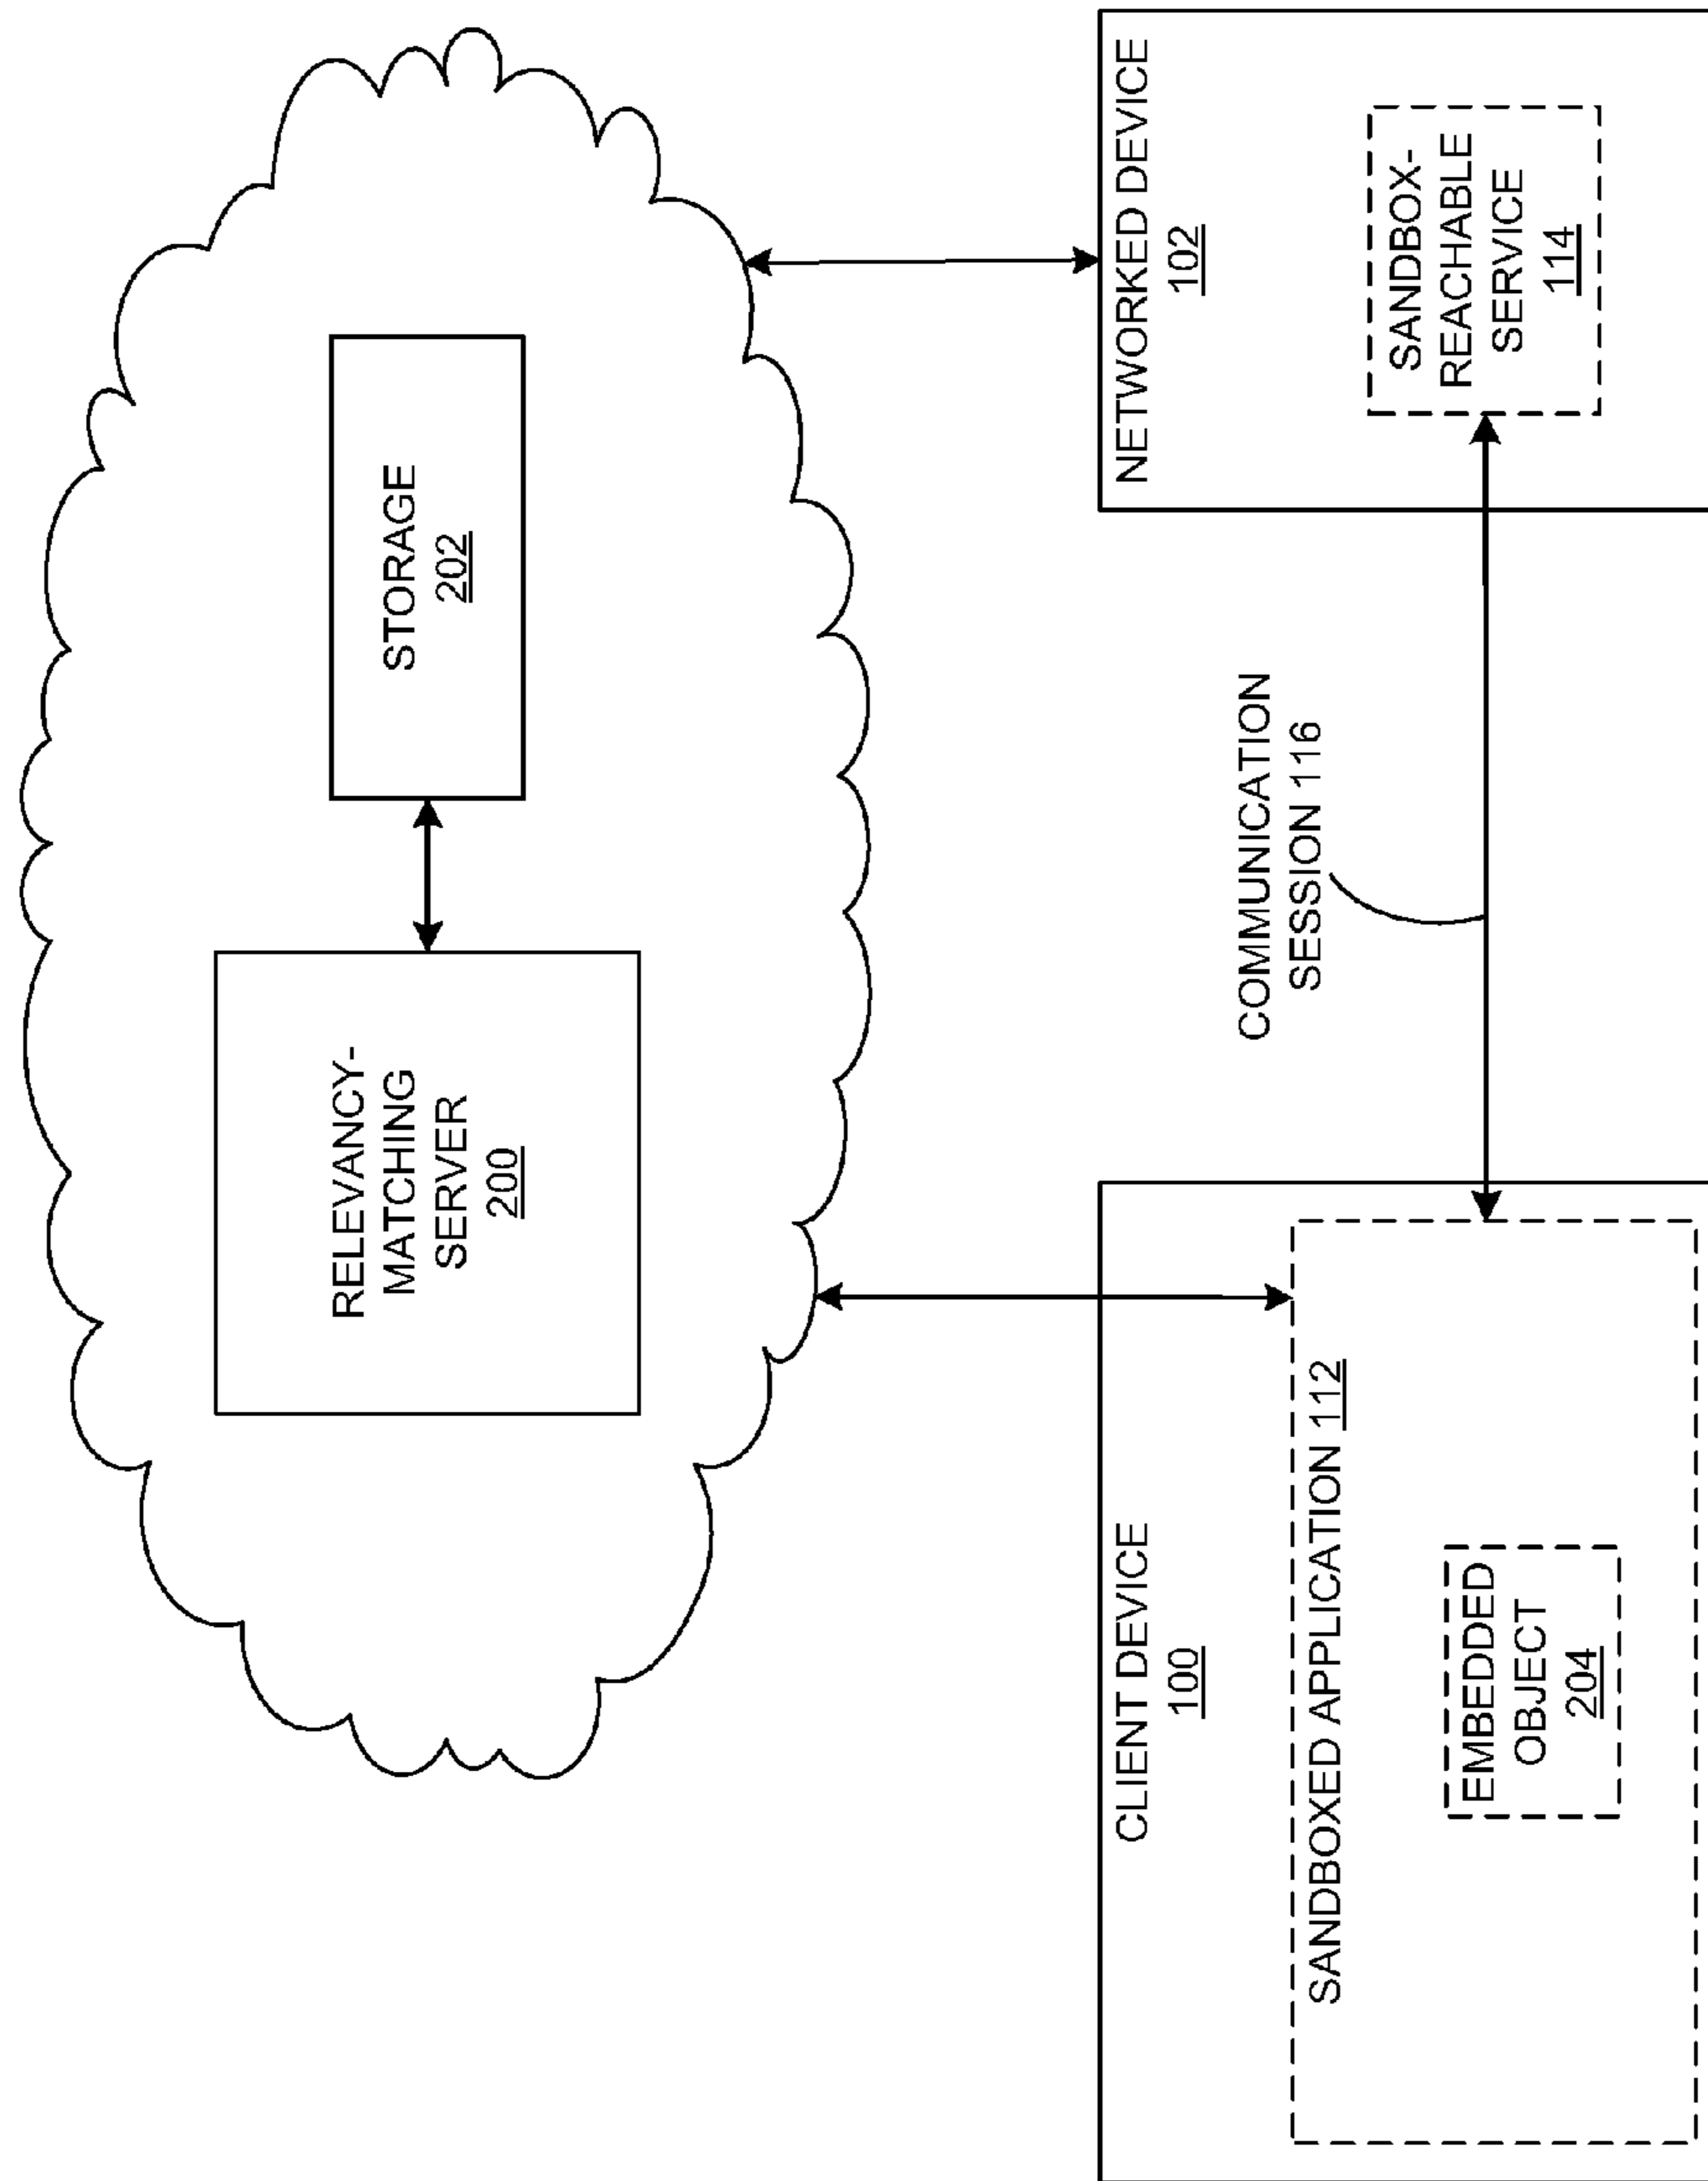 RELEVANCY-
MATCHING
SERVER
200
STORAGE
202
CLIENT DEVICE
100
SANDBOXED APPLICATION 112
EMBEDDED
OBJECT
204
COMMUNICATION
SESSION 116
NETWORKED DEVICE
102
SANDBOX-
REACHABLE
SERVICE
114